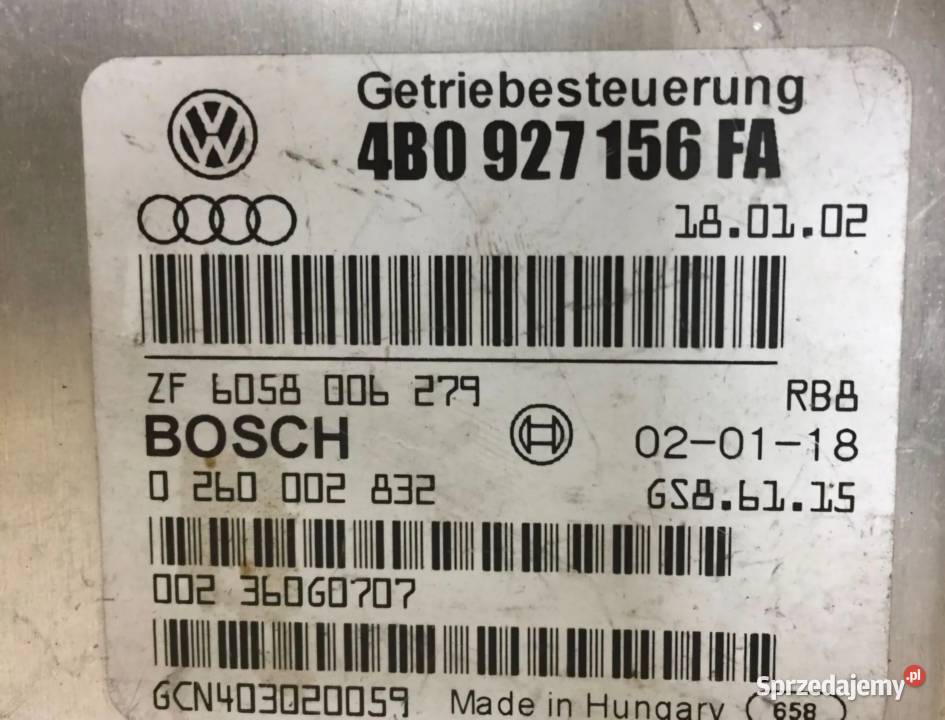 Getriebesteuerung
4B0 927 156 FA
18.01.02
ZF 6058 006 279 RB8
BOSCH 02-01-18
0 260 002 832 GS8.61.15
002 360G0707
GCN403020059 Made in Hungary 658
Sprzedajemy.pl